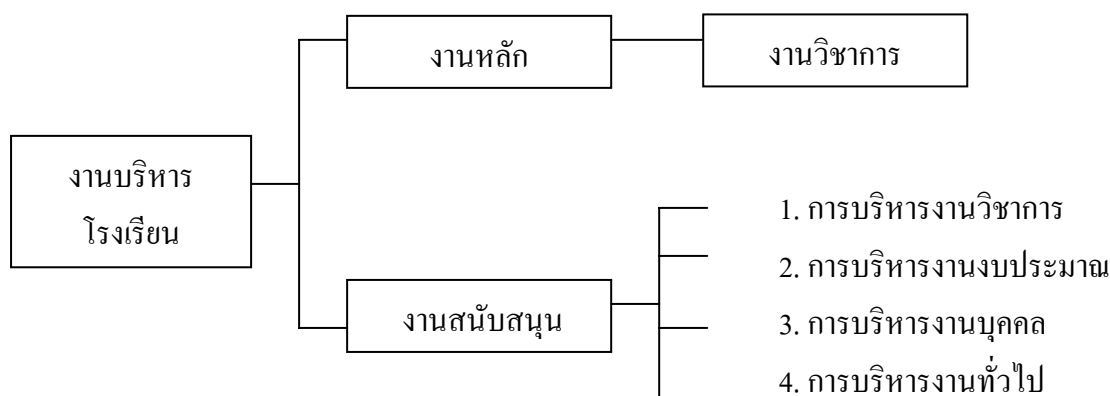 งานหลัก
งานวิชาการ
งานบริหาร
โรงเรียน
งานสนับสนุน
1. การบริหารงานวิชาการ
2. การบริหารงานงบประมาณ
3. การบริหารงานบุคคล
4. การบริหารงานทั่วไป